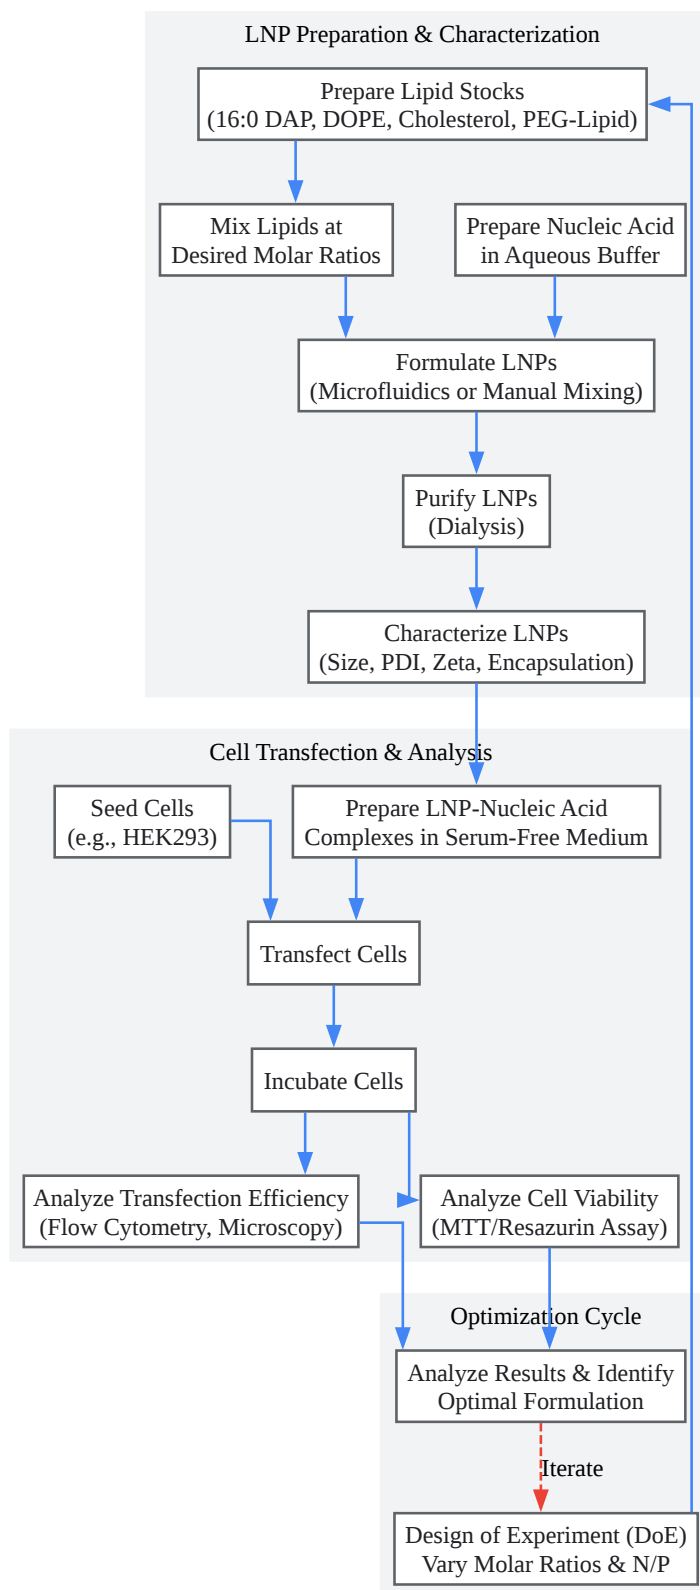 LNP Preparation & Characterization
Prepare Lipid Stocks
(16:0 DAP, DOPE, Cholesterol, PEG-Lipid)
Mix Lipids at
Desired Molar Ratios
Prepare Nucleic Acid
in Aqueous Buffer
Formulate LNPs
(Microfluidics or Manual Mixing)
Purify LNPs
(Dialysis)
Characterize LNPs
(Size, PDI, Zeta, Encapsulation)
Cell Transfection & Analysis
Seed Cells
(e.g., HEK293)
Prepare LNP-Nucleic Acid
Complexes in Serum-Free Medium
Transfect Cells
Incubate Cells
Analyze Transfection Efficiency
(Flow Cytometry, Microscopy)
Analyze Cell Viability
(MTT/Resazurin Assay)
Optimization Cycle
Analyze Results & Identify
Optimal Formulation
Iterate
Design of Experiment (DoE)
Vary Molar Ratios & N/P